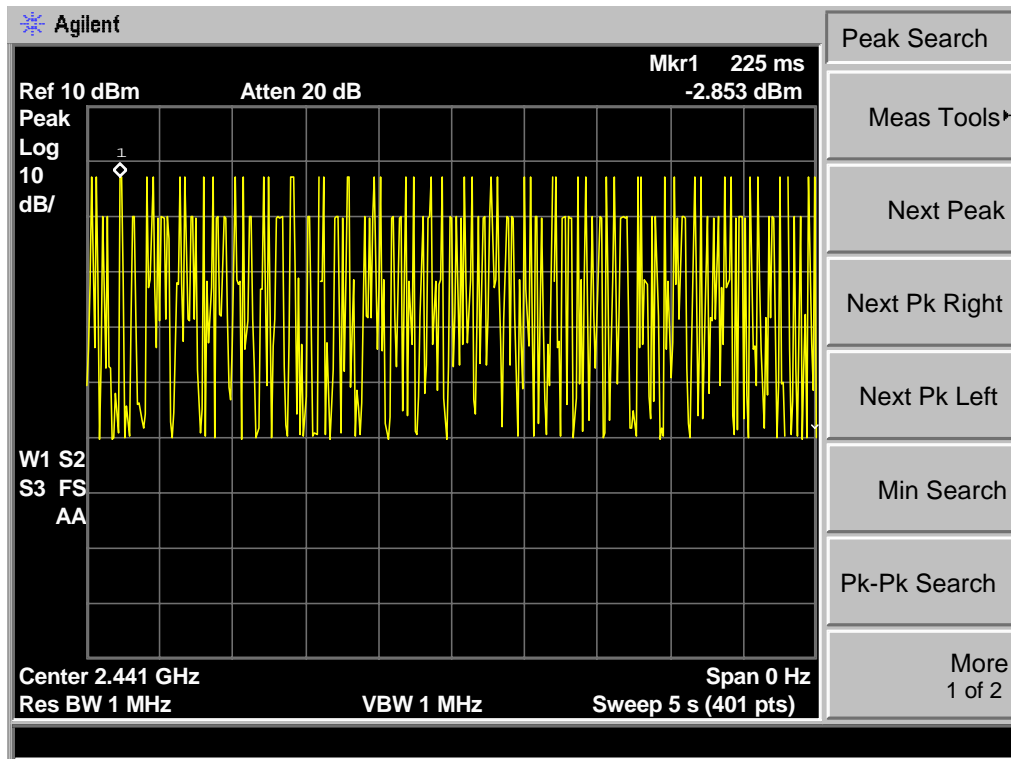 Agilent
Peak Search
Mkr1 225 ms
Ref 10 dBm Atten 20 dB -2.853 dBm
Peak
Log
10
dB/
1
W1 S2
S3 FS
AA
Center 2.441 GHz Span 0 Hz
Res BW 1 MHz VBW 1 MHz Sweep 5 s (401 pts)
Meas Tools
Next Peak
Next Pk Right
Next Pk Left
Min Search
Pk-Pk Search
More
1 of 2